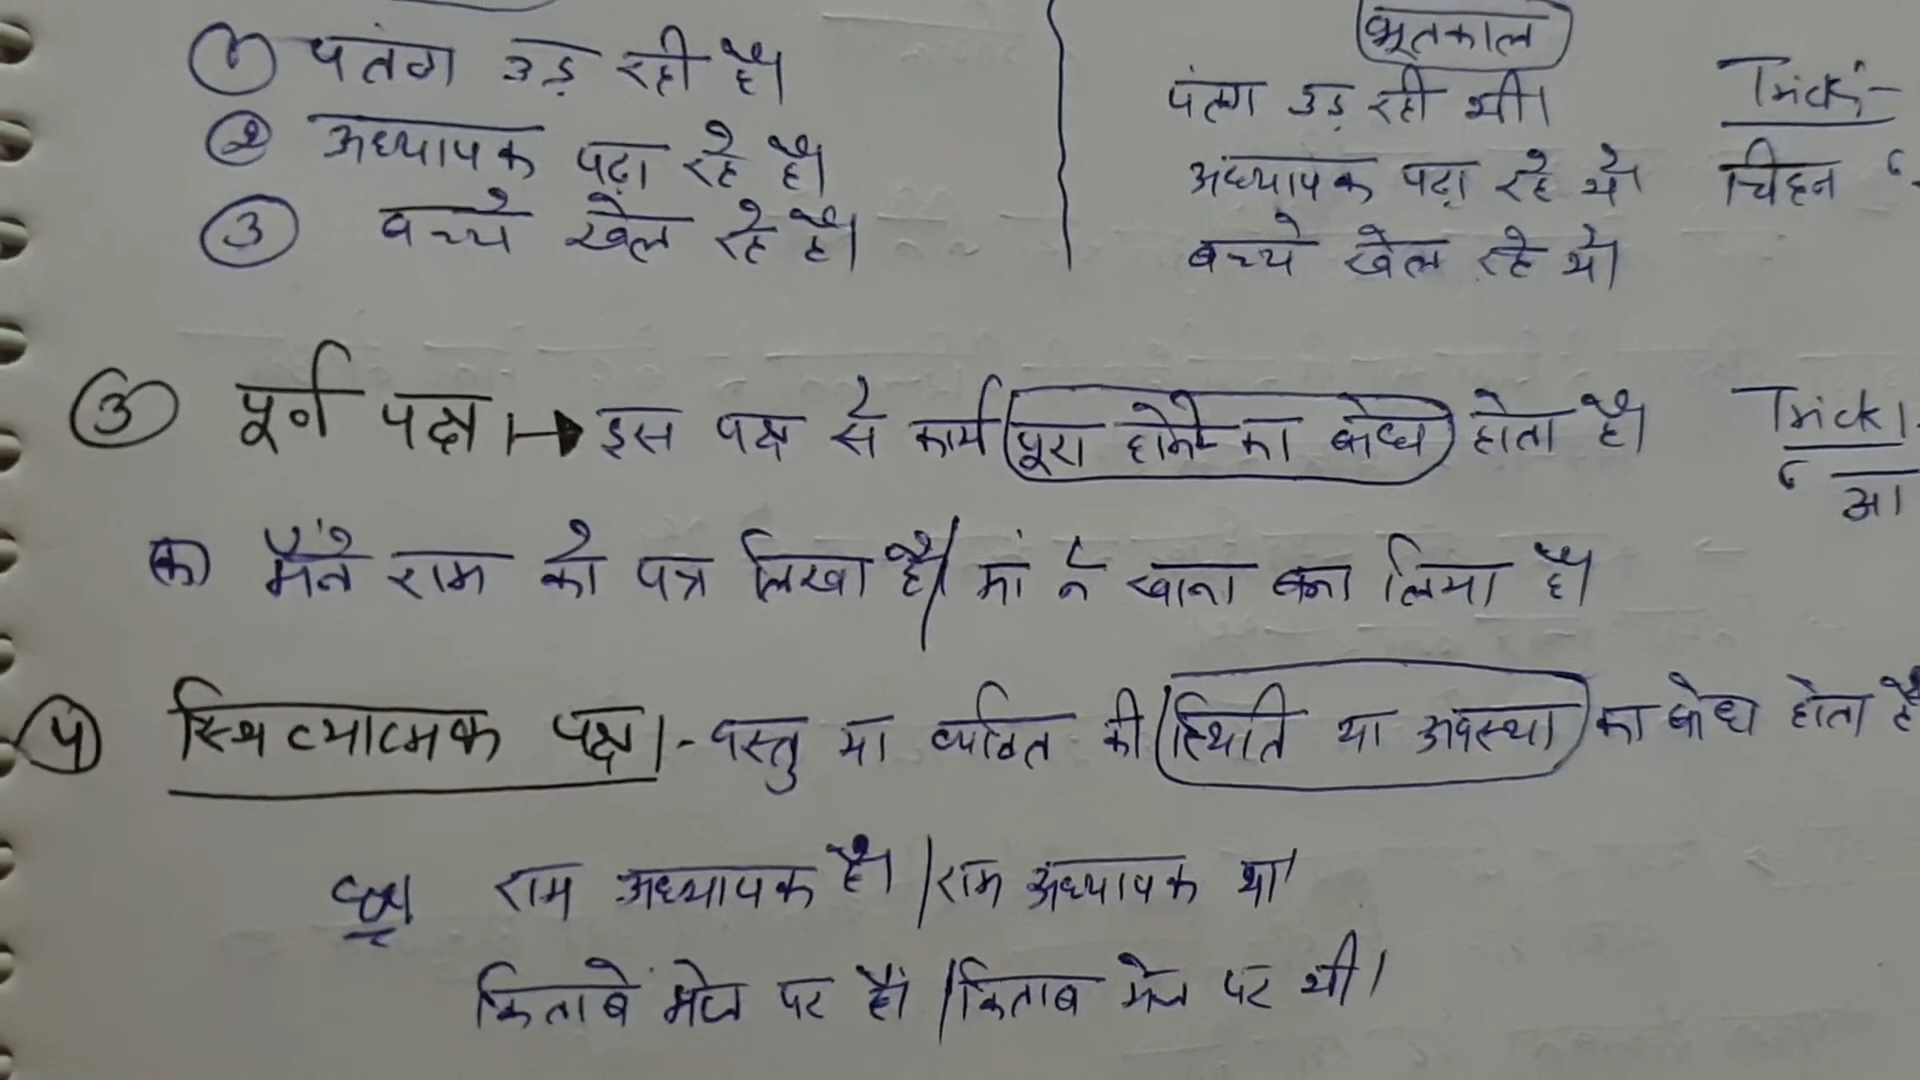 ① पतंग उड़ रही है।
② अध्यापक पढ़ा रहे है।
③ बच्चे खेल रहे है।
भूतकाल
पंतग उड़ रही थी।
अध्यापक पढ़ा रहे थे।
बच्चे खेल रहे थे।
Trick:-
चिहन
③ पूर्ण पक्ष।→ इस पक्ष से कार्य पूरा होने का बोध होता है।
Trick।-
आ
क) मैंने राम को पत्र लिखा है। / मां ने खाना बना लिया है।
④ स्थित्यात्मक पक्ष।- वस्तु या व्यक्ति की स्थिति या अवस्था का बोध होता है
राम अध्यापक है। / राम अध्यापक था।
किताबें मेज पर हैं। / किताब मेज पर थी।